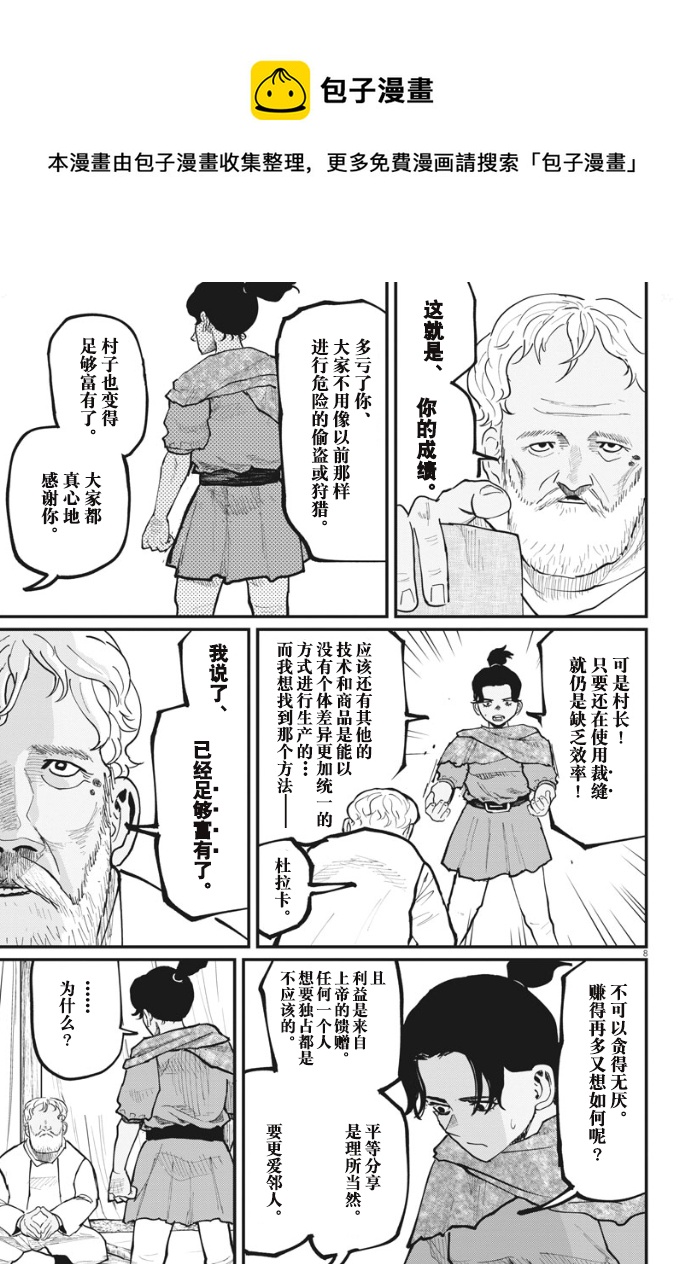 包子漫畫
本漫畫由包子漫畫收集整理，更多免費漫画請搜索「包子漫畫」
这就是、
你的成绩。
多亏了你、
大家不用像以前那样
进行危险的偷盗或狩猎。
村子也变得
足够富有了。
大家都
真心地
感谢你。
可是村长！
只要还在使用裁缝
就仍是缺乏效率！
应该还有其他的
技术和商品是能以
没有个体差异更加统一的
方式进行生产的…
而我想找到那个方法——
杜拉卡。
我说了、
已经足够富有了。
8
不可以贪得无厌。
赚得再多又想如何呢？
且
利益是来自
上帝的馈赠。
任何一个人
想要独占都是
不应该的。
平等分享
是理所当然。
要更爱邻人。
……
为什么？